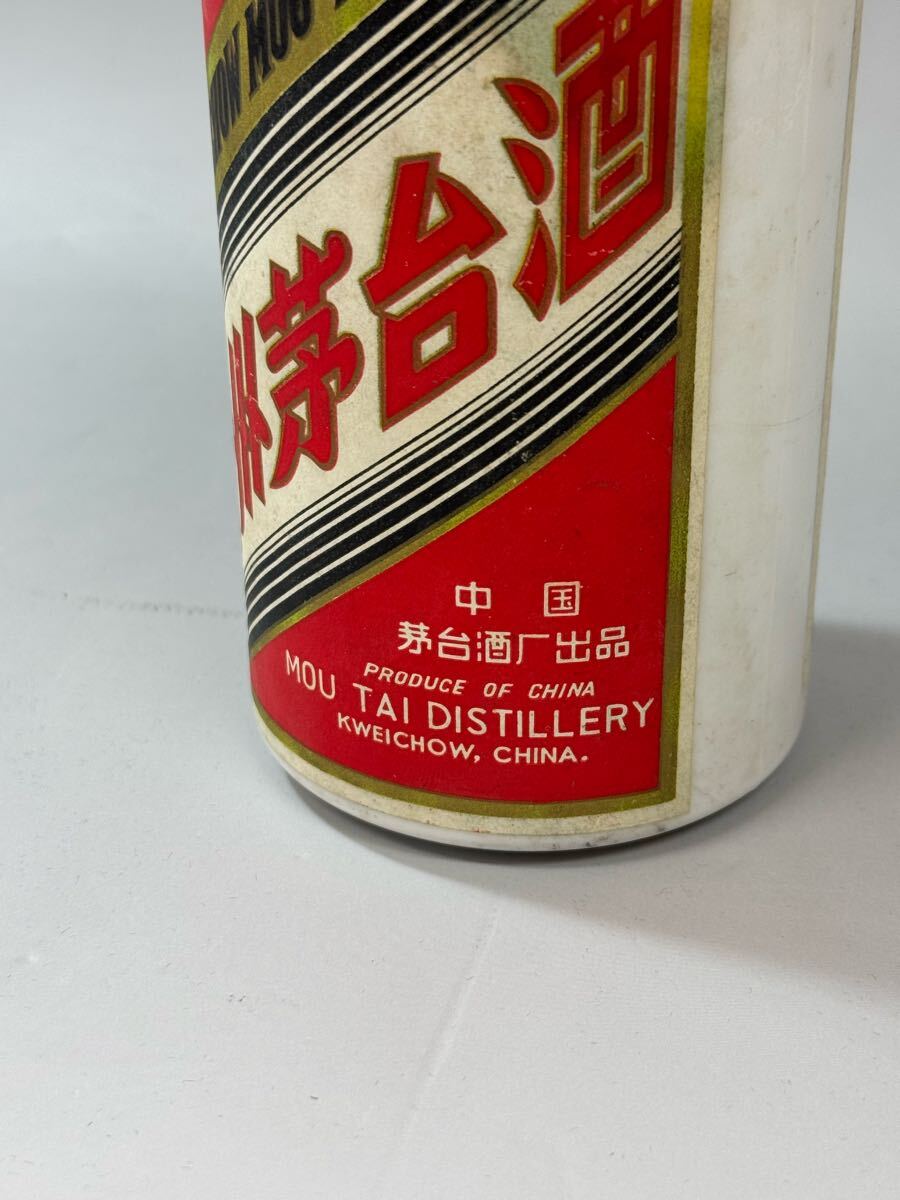 MOU
州茅台酒
中国
茅台酒厂出品
PRODUCE OF CHINA
MOU TAI DISTILLERY
KWEICHOW, CHINA.